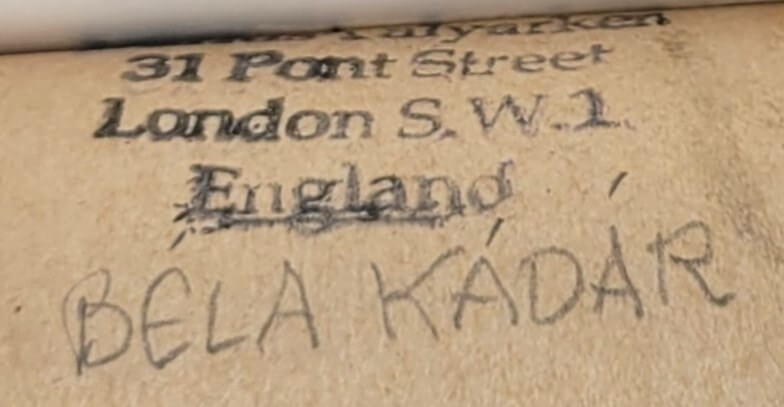 31 Pont Street
London S.W.1.
England
BÉLA KÁDÁR